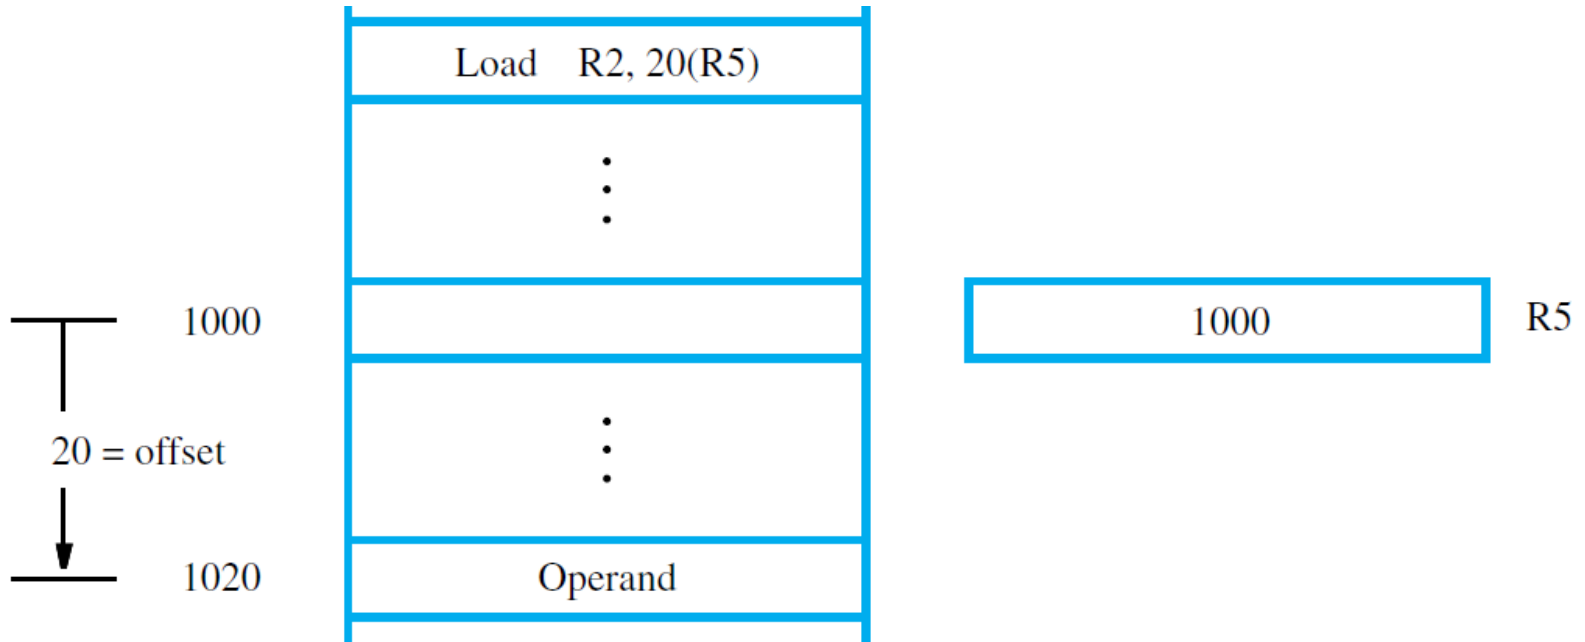 Load R2, 20(R5)
1000
1000
R5
20 = offset
1020
Operand